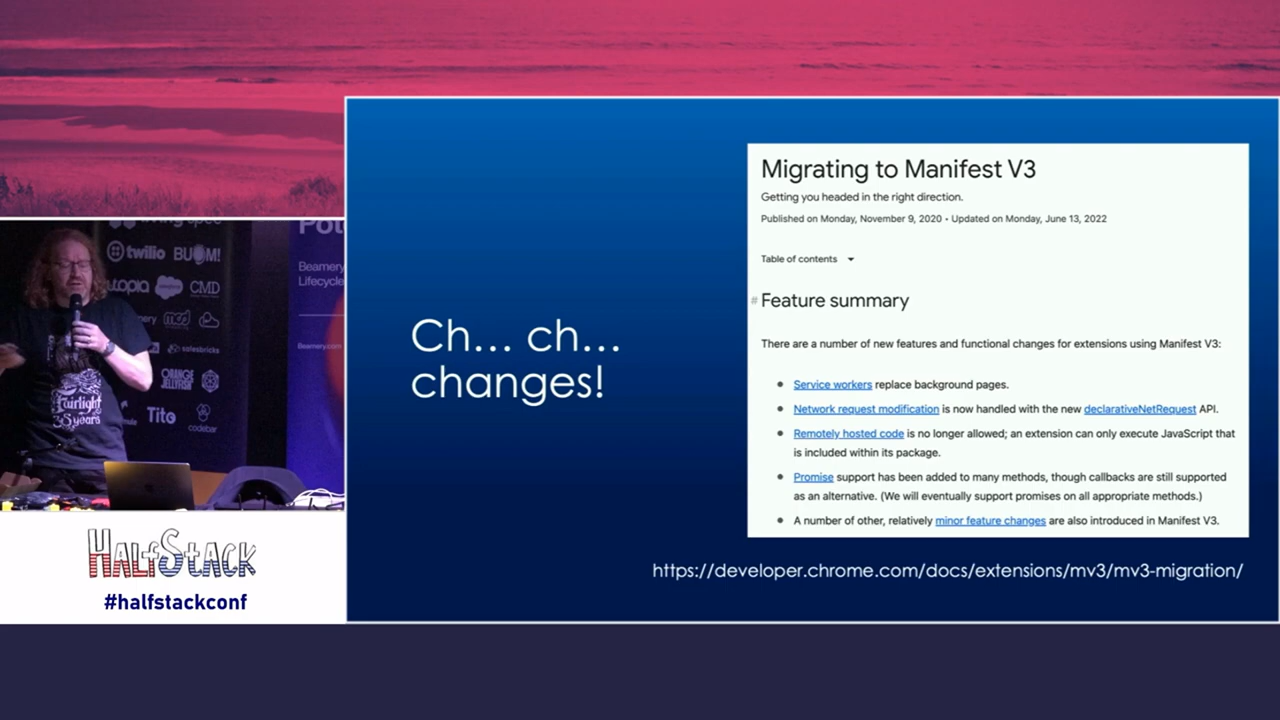 Migrating to Manifest V3
Getting you headed in the right direction.
Published on Monday, November 9, 2020 • Updated on Monday, June 13, 2022
Table of contents
# Feature summary
There are a number of new features and functional changes for extensions using Manifest V3:
Service workers replace background pages.
Network request modification is now handled with the new declarativeNetRequest API.
Remotely hosted code is no longer allowed; an extension can only execute JavaScript that
is included within its package.
Promise support has been added to many methods, though callbacks are still supported
as an alternative. (We will eventually support promises on all appropriate methods.)
A number of other, relatively minor feature changes are also introduced in Manifest V3.
Ch... ch...
changes!
https://developer.chrome.com/docs/extensions/mv3/mv3-migration/
twilio BUOM!
CMD
salesbricks
ORANGE
JELLYFISH
Tito
codebar
Beamery
Lifecycle
Beamery.com
Fairlight
35 years
HALFSTACK
#halfstackconf